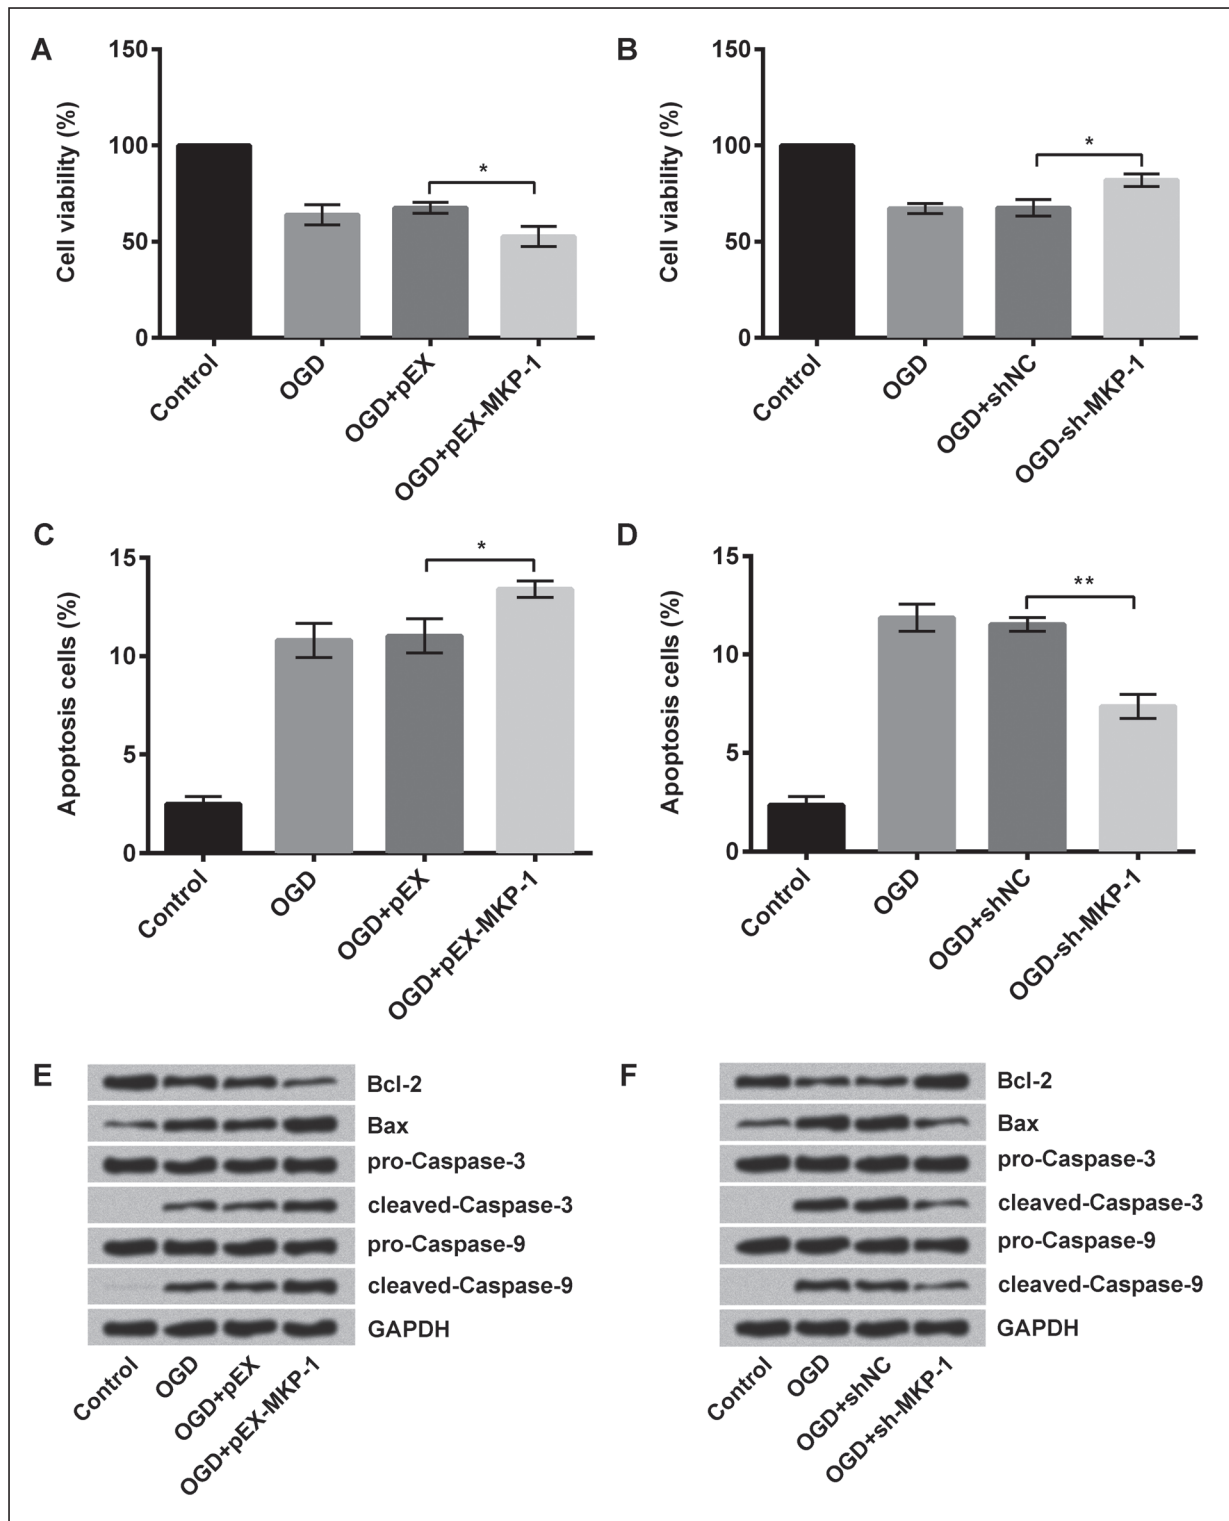 A
Cell viability (%)
150
100
50
0
*
Control
OGD
OGD+pEX
OGD+pEX-MKP-1
B
Cell viability (%)
150
100
50
0
*
Control
OGD
OGD+shNC
OGD-sh-MKP-1
C
Apoptosis cells (%)
15
10
5
0
*
Control
OGD
OGD+pEX
OGD+pEX-MKP-1
D
Apoptosis cells (%)
15
10
5
0
**
Control
OGD
OGD+shNC
OGD-sh-MKP-1
E
Bcl-2
Bax
pro-Caspase-3
cleaved-Caspase-3
pro-Caspase-9
cleaved-Caspase-9
GAPDH
Control
OGD
OGD+pEX
OGD+pEX-MKP-1
F
Bcl-2
Bax
pro-Caspase-3
cleaved-Caspase-3
pro-Caspase-9
cleaved-Caspase-9
GAPDH
Control
OGD
OGD+shNC
OGD+sh-MKP-1